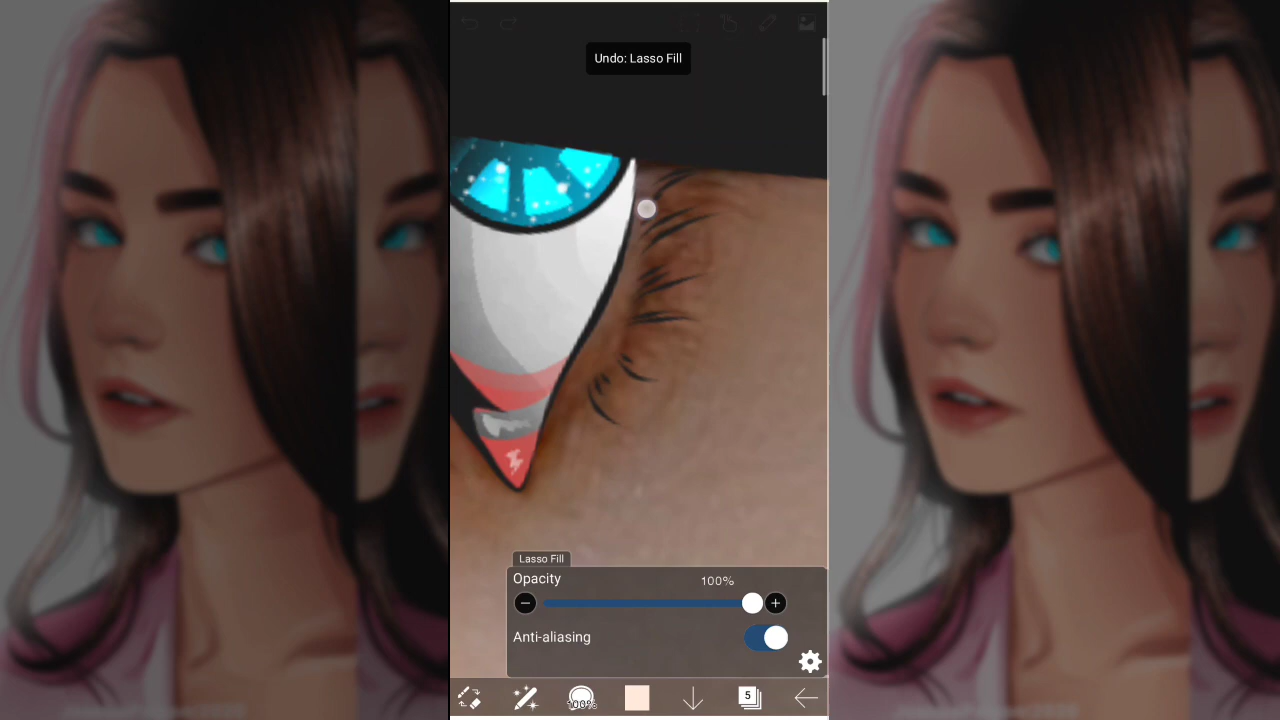 Undo: Lasso Fill
Lasso Fill
Opacity 100%
Anti-aliasing
100%
5